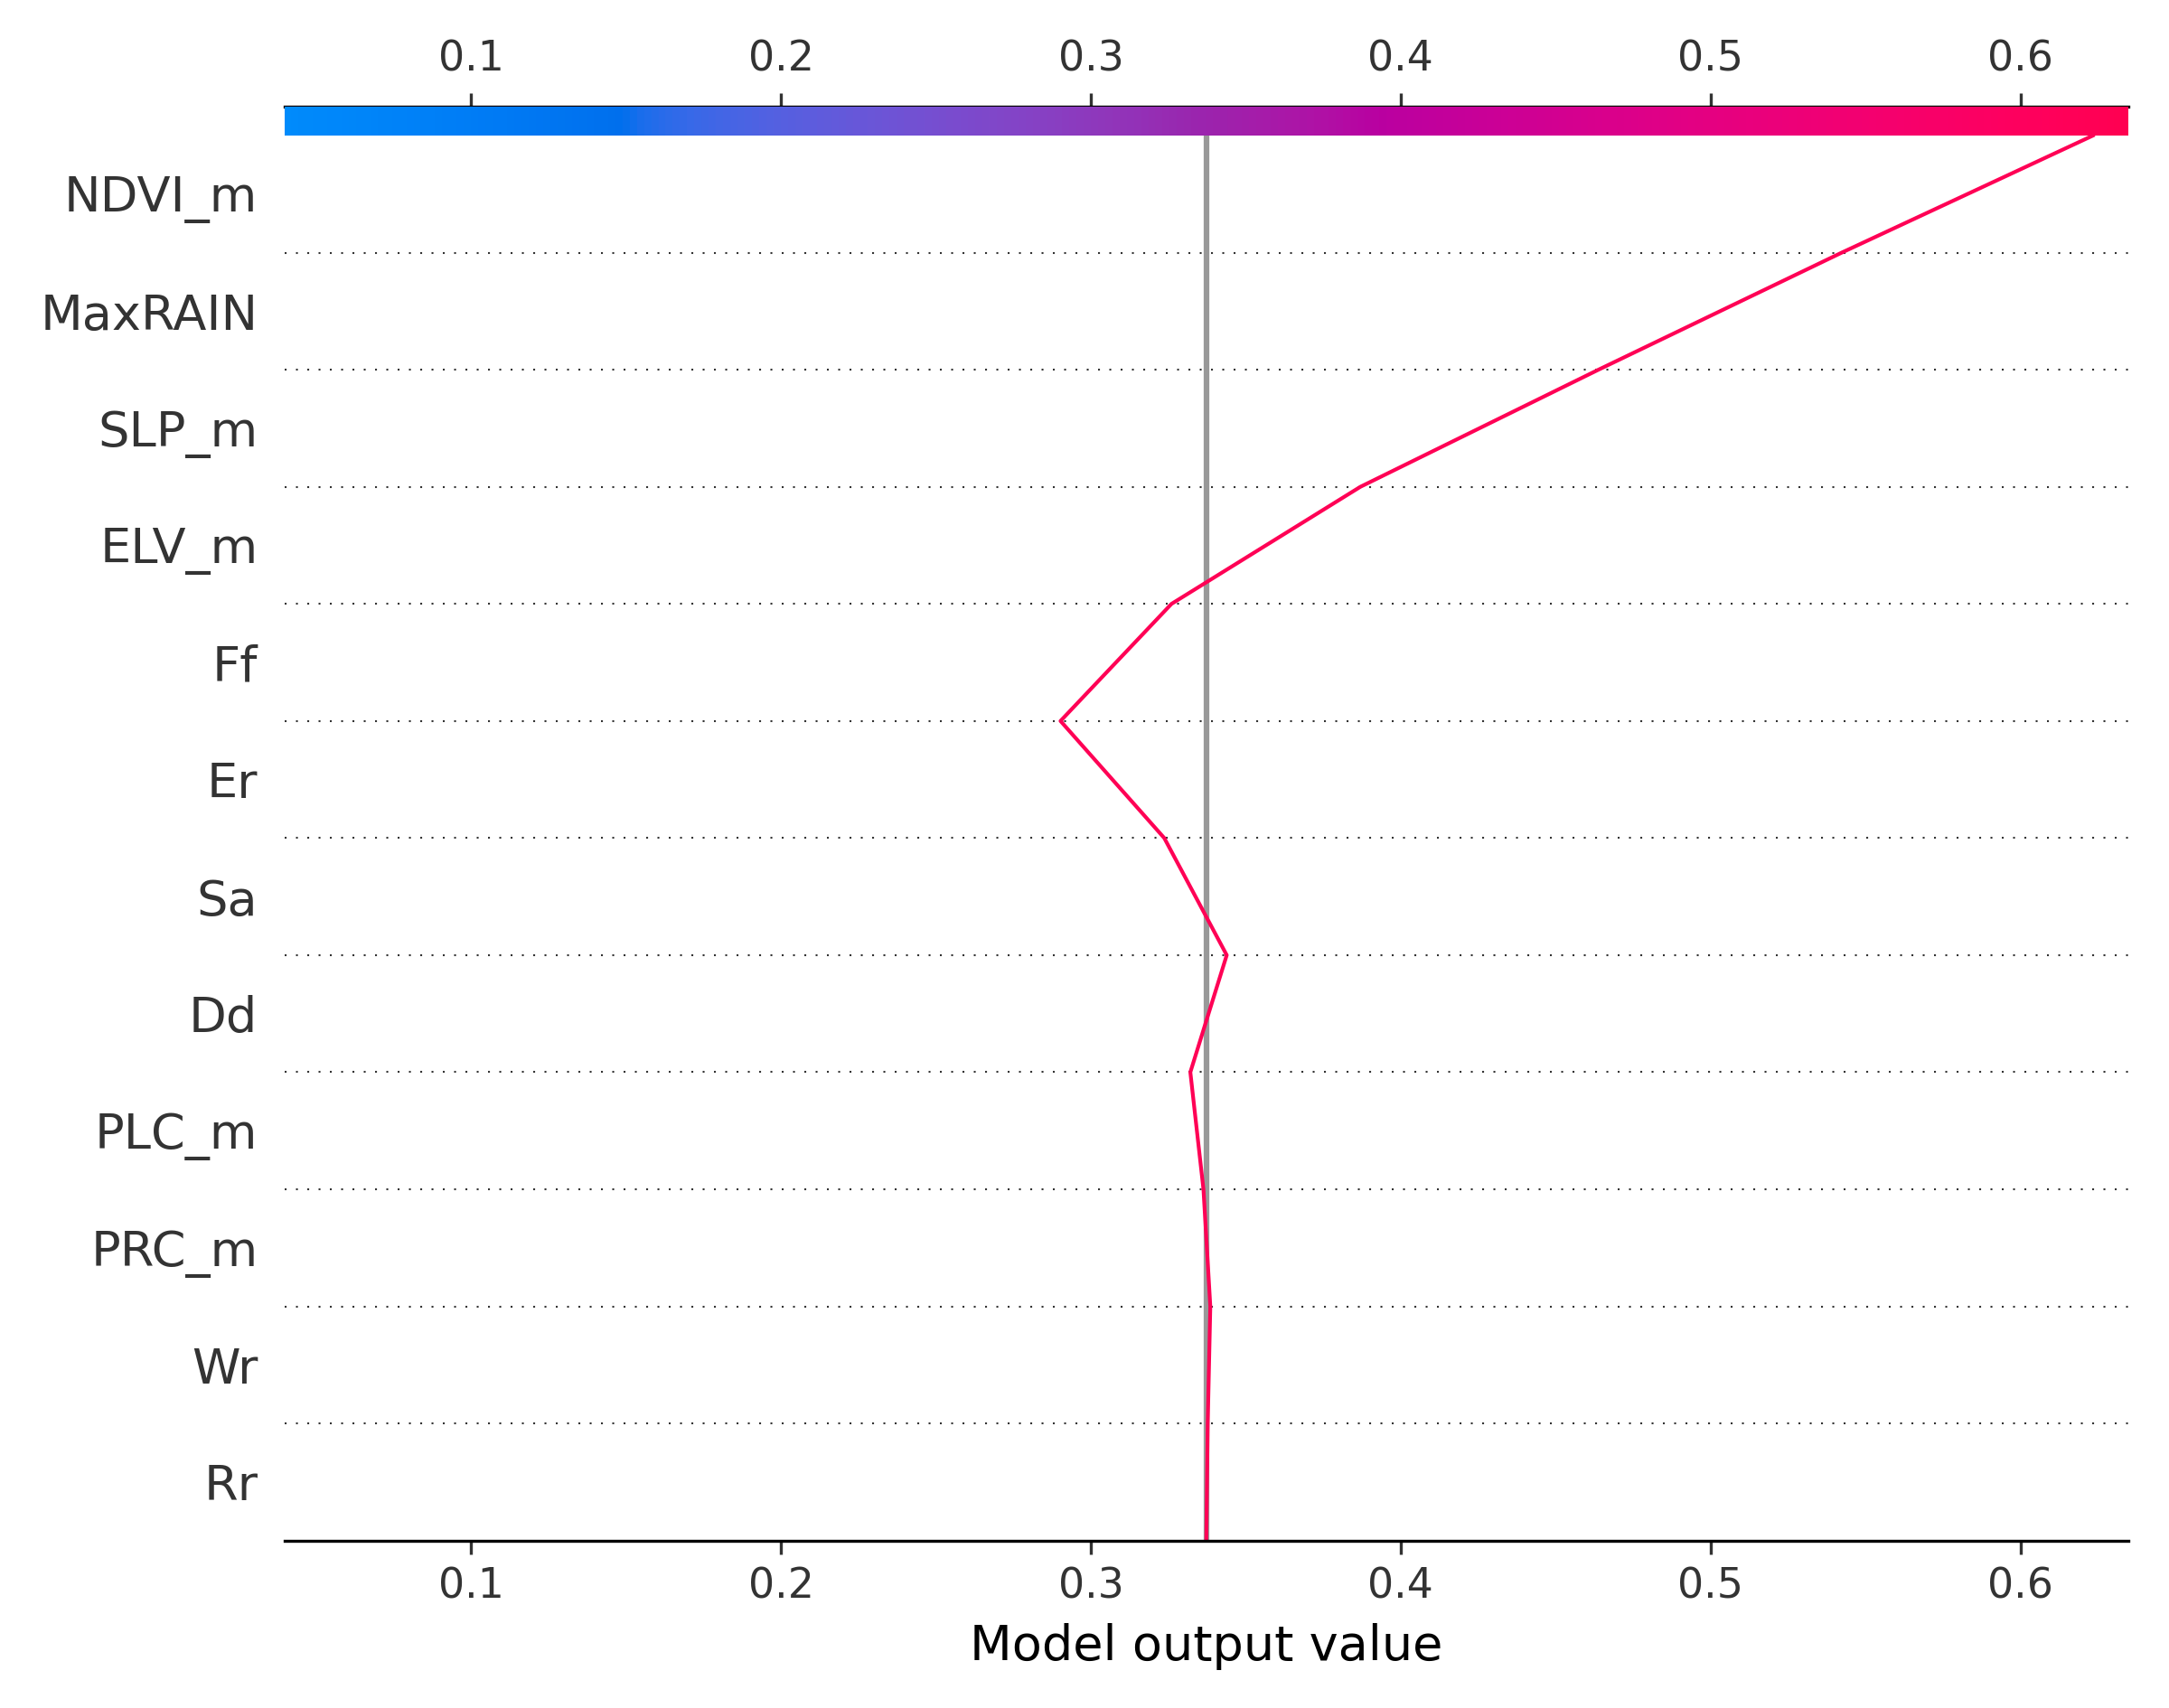 0.1 0.2 0.3 0.4 0.5 0.6
NDVI_m
MaxRAIN
SLP_m
ELV_m
Ff
Er
Sa
Dd
PLC_m
PRC_m
Wr
Rr
0.1 0.2 0.3 0.4 0.5 0.6
Model output value